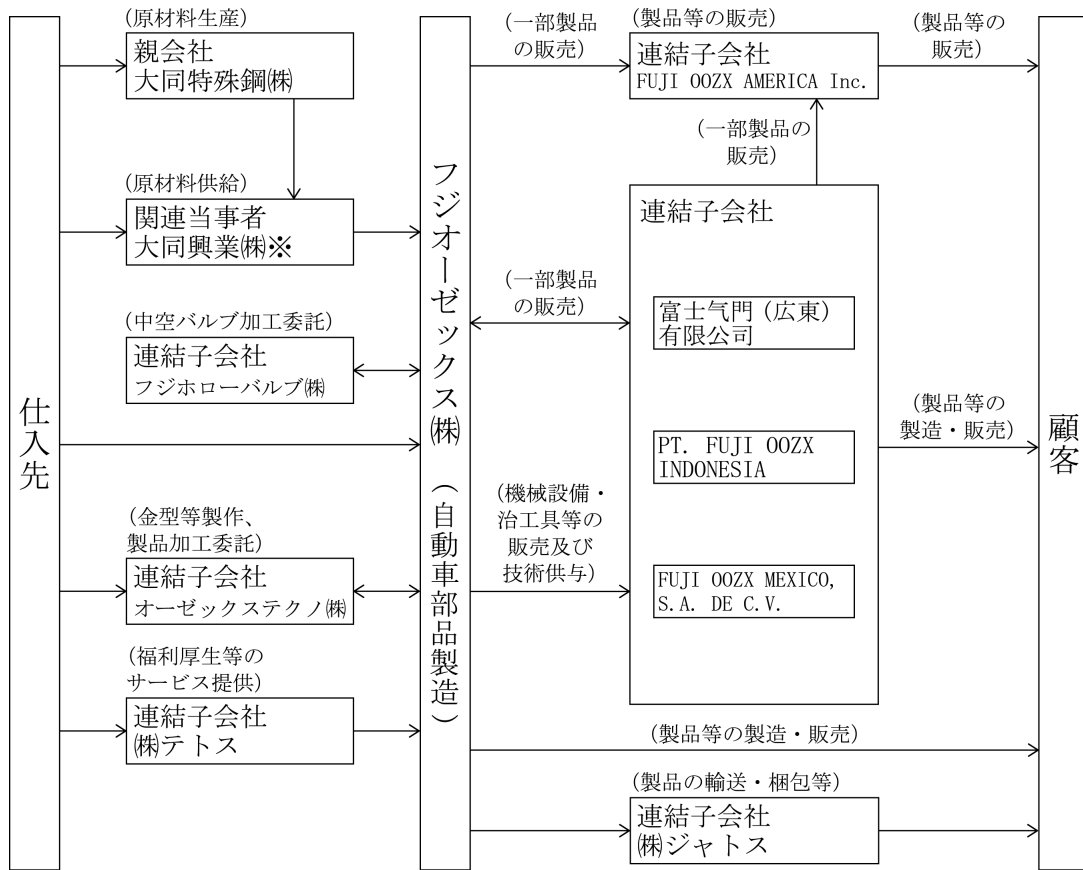 仕入先
(原材料生産)
親会社
大同特殊鋼㈱
(原材料供給)
関連当事者
大同興業㈱※
(中空バルブ加工委託)
連結子会社
フジホローバルブ㈱
(金型等製作、
製品加工委託)
連結子会社
オーゼックステクノ㈱
(福利厚生等の
サービス提供)
連結子会社
㈱テトス
フジオーゼックス㈱ (自動車部品製造)
(一部製品
の販売)
(一部製品
の販売)
(機械設備・
治工具等の
販売及び
技術供与)
(製品等の販売)
連結子会社
FUJI OOZX AMERICA Inc.
(一部製品の
販売)
連結子会社
富士气門 (広東)
有限公司
PT. FUJI OOZX
INDONESIA
FUJI OOZX MEXICO,
S.A. DE C.V.
(製品等の
販売)
(製品等の
製造・販売)
(製品等の製造・販売)
(製品の輸送・梱包等)
連結子会社
㈱ジャトス
顧客